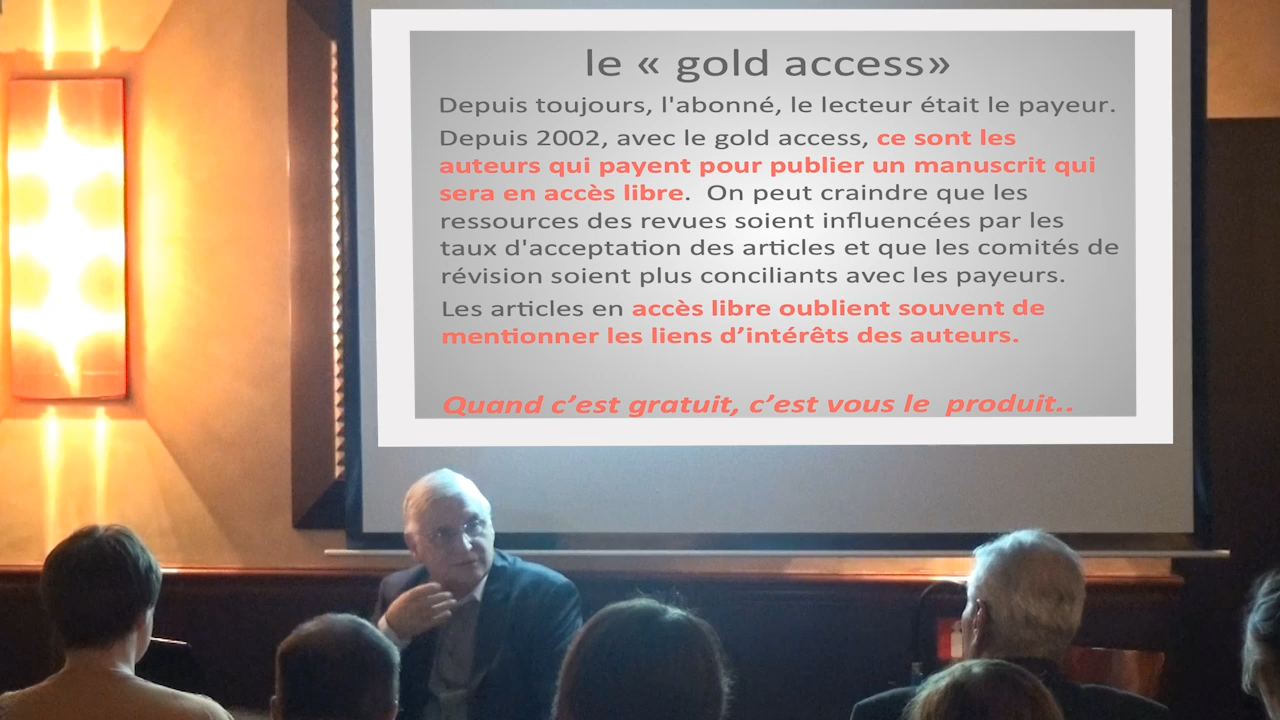 le « gold access»
Depuis toujours, l'abonné, le lecteur était le payeur.
Depuis 2002, avec le gold access, ce sont les
auteurs qui payent pour publier un manuscrit qui
sera en accès libre.  On peut craindre que les
ressources des revues soient influencées par les
taux d'acceptation des articles et que les comités de
révision soient plus conciliants avec les payeurs.
Les articles en accès libre oublient souvent de
mentionner les liens d’intérêts des auteurs.
Quand c’est gratuit, c’est vous le  produit..